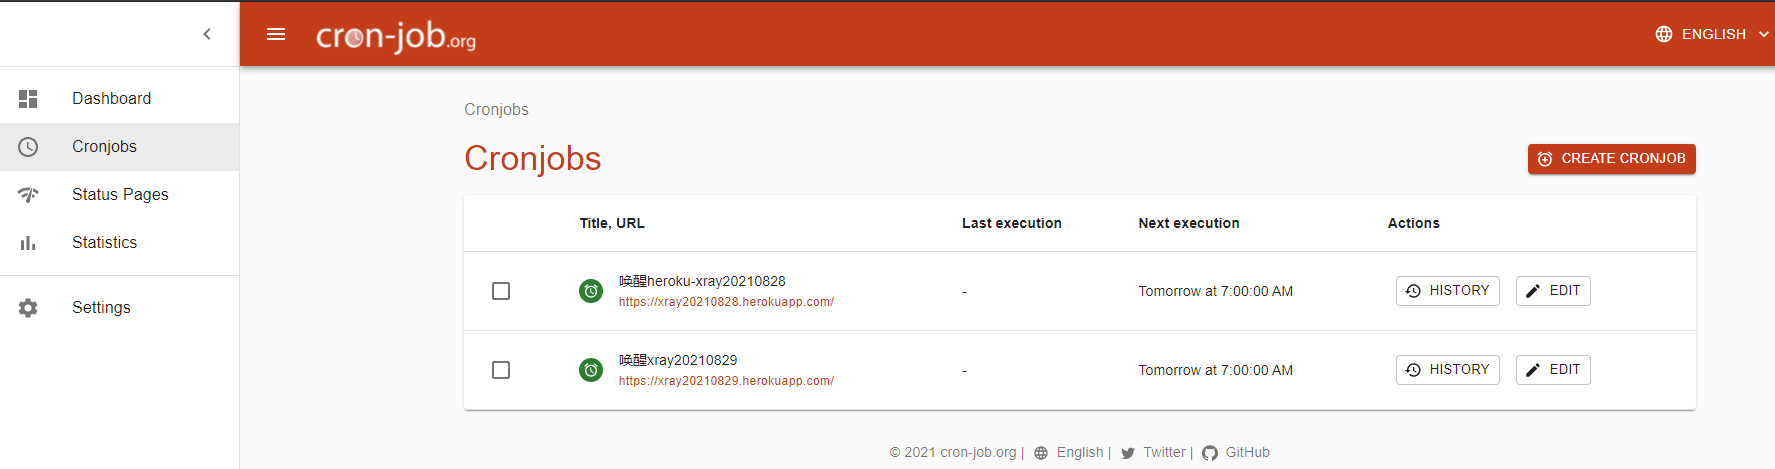 cron-job.org
ENGLISH
Dashboard
Cronjobs
Status Pages
Statistics
Settings
Cronjobs
Cronjobs
CREATE CRONJOB
Title, URL Last execution Next execution Actions
唤醒heroku-xray20210828
https://xray20210828.herokuapp.com/
- Tomorrow at 7:00:00 AM HISTORY EDIT
唤醒xray20210829
https://xray20210829.herokuapp.com/
- Tomorrow at 7:00:00 AM HISTORY EDIT
© 2021 cron-job.org | English | Twitter | GitHub